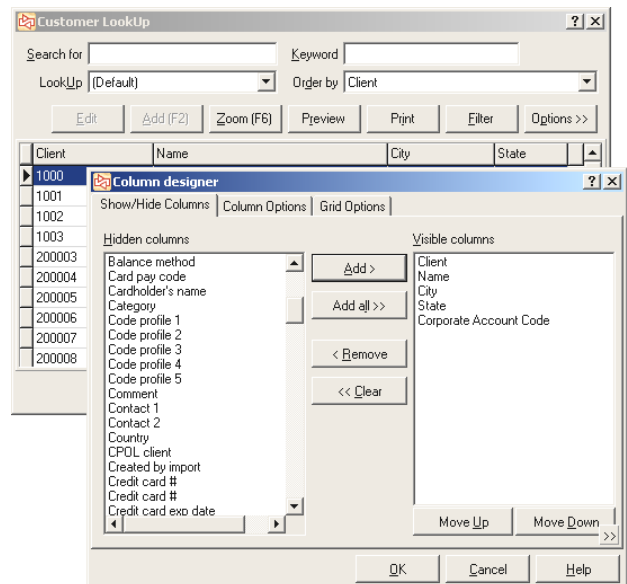 Customer LookUp
Search for
Keyword
LookUp (Default)
Order by Client
Edit Add (F2) Zoom (F6) Preview Print Filter Options >>
Client Name City State
1000
1001
1002
1003
200003
200004
200005
200006
200007
200008
Column designer
Show/Hide Columns Column Options Grid Options
Hidden columns
Balance method
Card pay code
Cardholder's name
Category
Code profile 1
Code profile 2
Code profile 3
Code profile 4
Code profile 5
Comment
Contact 1
Contact 2
Country
CPOL client
Created by import
Credit card #
Credit card #
Credit card exp date
Add >
Add all >>
< Remove
<< Clear
Visible columns
Client
Name
City
State
Corporate Account Code
Move Up Move Down
>>
OK Cancel Help